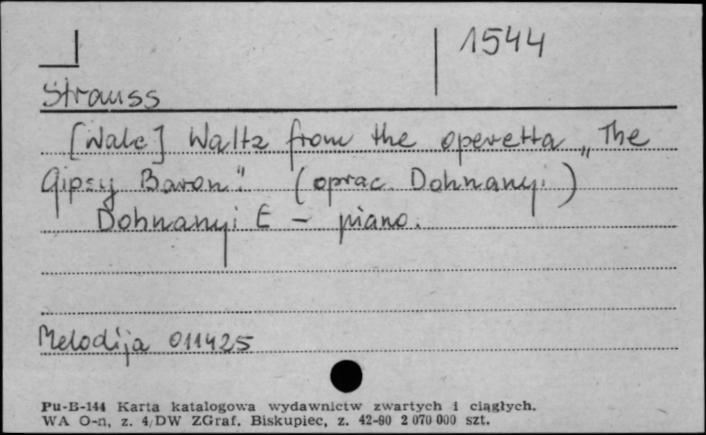 1544
Strauss
[Walc] Waltz from the operetta „The
Gipsy Baron". (oprac. Dohnanyi)
Dohnanyi E – piano.
Melodija 011425
Pu-B-144 Karta katalogowa wydawnictw zwartych i ciągłych.
WA O-n, z. 4/DW ZGraf. Biskupiec, z. 42-80 2 070 000 szt.